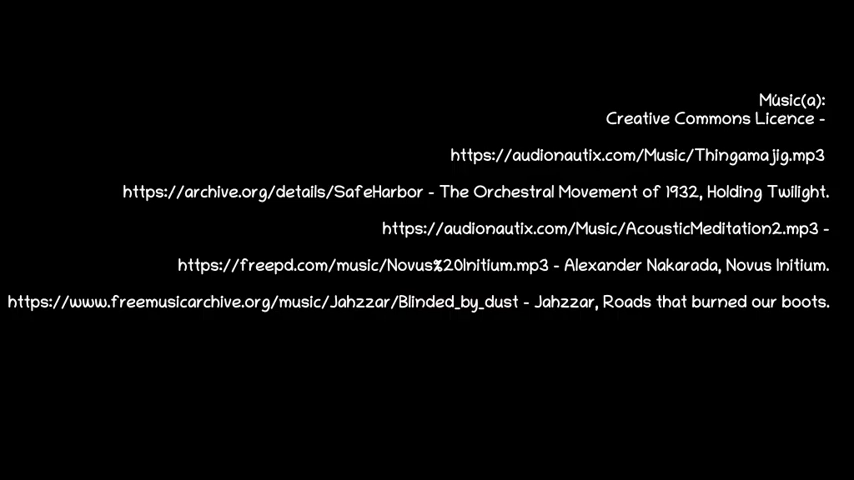 Músic(a):
Creative Commons Licence -
https://audionautix.com/Music/Thingamajig.mp3
https://archive.org/details/SafeHarbor - The Orchestral Movement of 1932, Holding Twilight.
https://audionautix.com/Music/AcousticMeditation2.mp3 -
https://freepd.com/music/Novus%20Initium.mp3 - Alexander Nakarada, Novus Initium.
https://www.freemusicarchive.org/music/Jahzzar/Blinded_by_dust - Jahzzar, Roads that burned our boots.